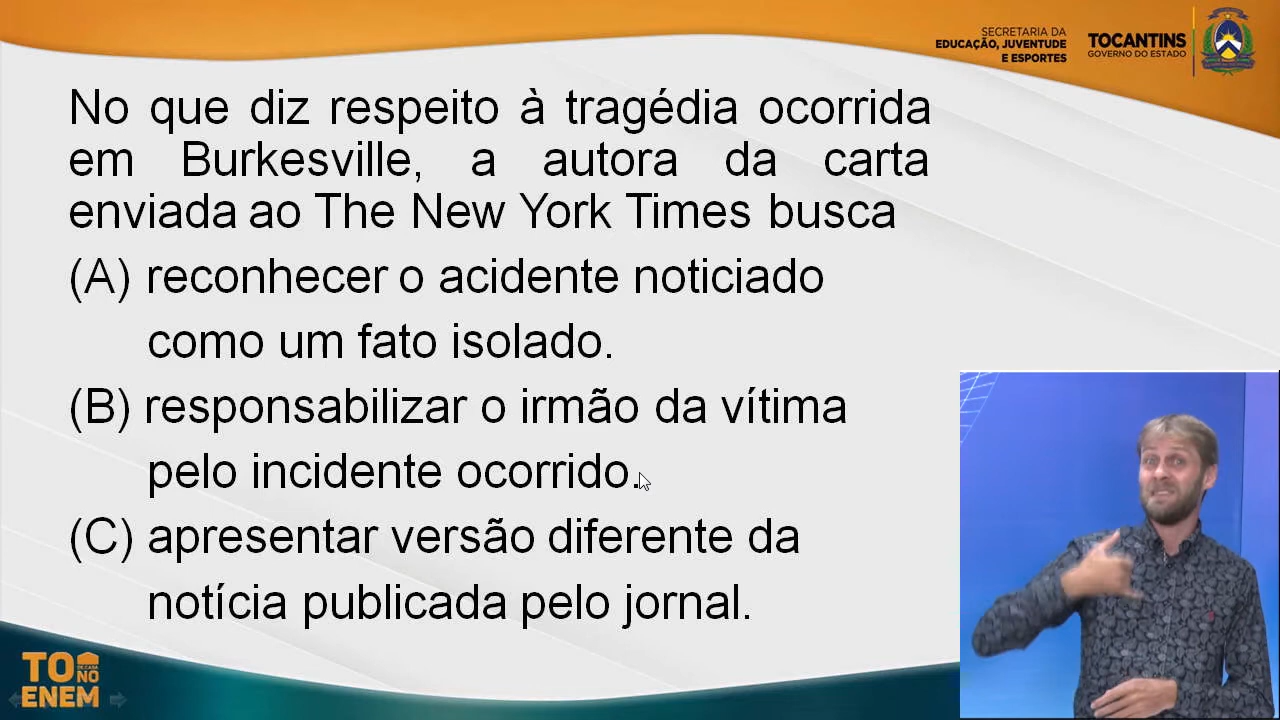 SECRETARIA DA
EDUCAÇÃO, JUVENTUDE
E ESPORTES
TOCANTINS
GOVERNO DO ESTADO
No que diz respeito à tragédia ocorrida
em Burkesville, a autora da carta
enviada ao The New York Times busca
(A) reconhecer o acidente noticiado
como um fato isolado.
(B) responsabilizar o irmão da vítima
pelo incidente ocorrido.
(C) apresentar versão diferente da
notícia publicada pelo jornal.
TO DE CASA
NO
ENEM